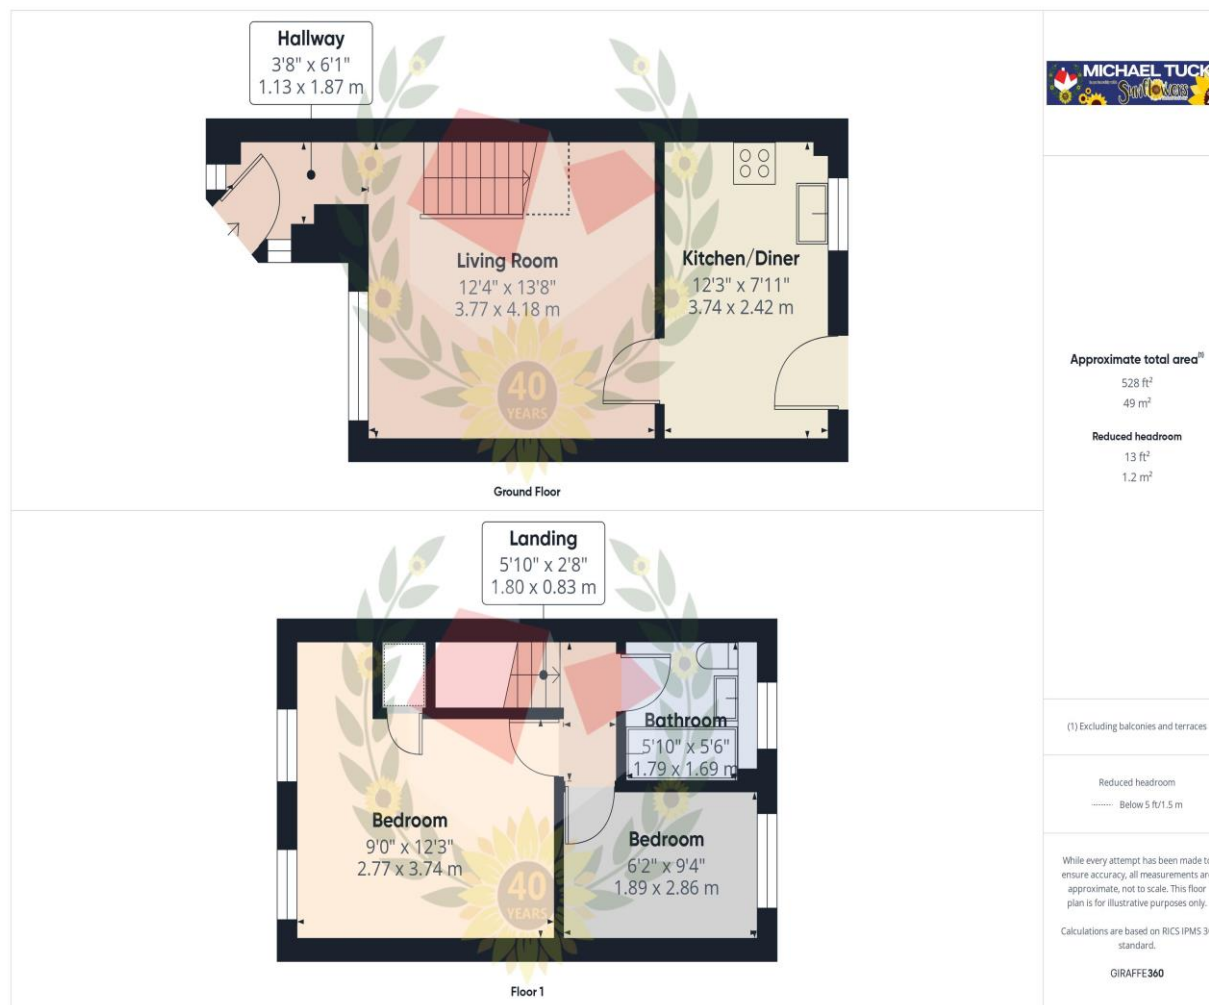 Hallway
3'8" x 6'1"
1.13 x 1.87 m
Living Room
12'4" x 13'8"
3.77 x 4.18 m
Kitchen/Diner
12'3" x 7'11"
3.74 x 2.42 m
40
YEARS
Ground Floor
Landing
5'10" x 2'8"
1.80 x 0.83 m
Bathroom
5'10" x 5'6"
1.79 x 1.69 m
Bedroom
9'0" x 12'3"
2.77 x 3.74 m
Bedroom
6'2" x 9'4"
1.89 x 2.86 m
40
YEARS
Floor 1
MICHAEL TUCK
Sunflowers
Approximate total area(1)
528 ft²
49 m²
Reduced headroom
13 ft²
1.2 m²
(1) Excluding balconies and terraces
Reduced headroom
Below 5 ft/1.5 m
While every attempt has been made to
ensure accuracy, all measurements are
approximate, not to scale. This floor
plan is for illustrative purposes only.
Calculations are based on RICS IPMS 3
standard.
GIRAFFE360